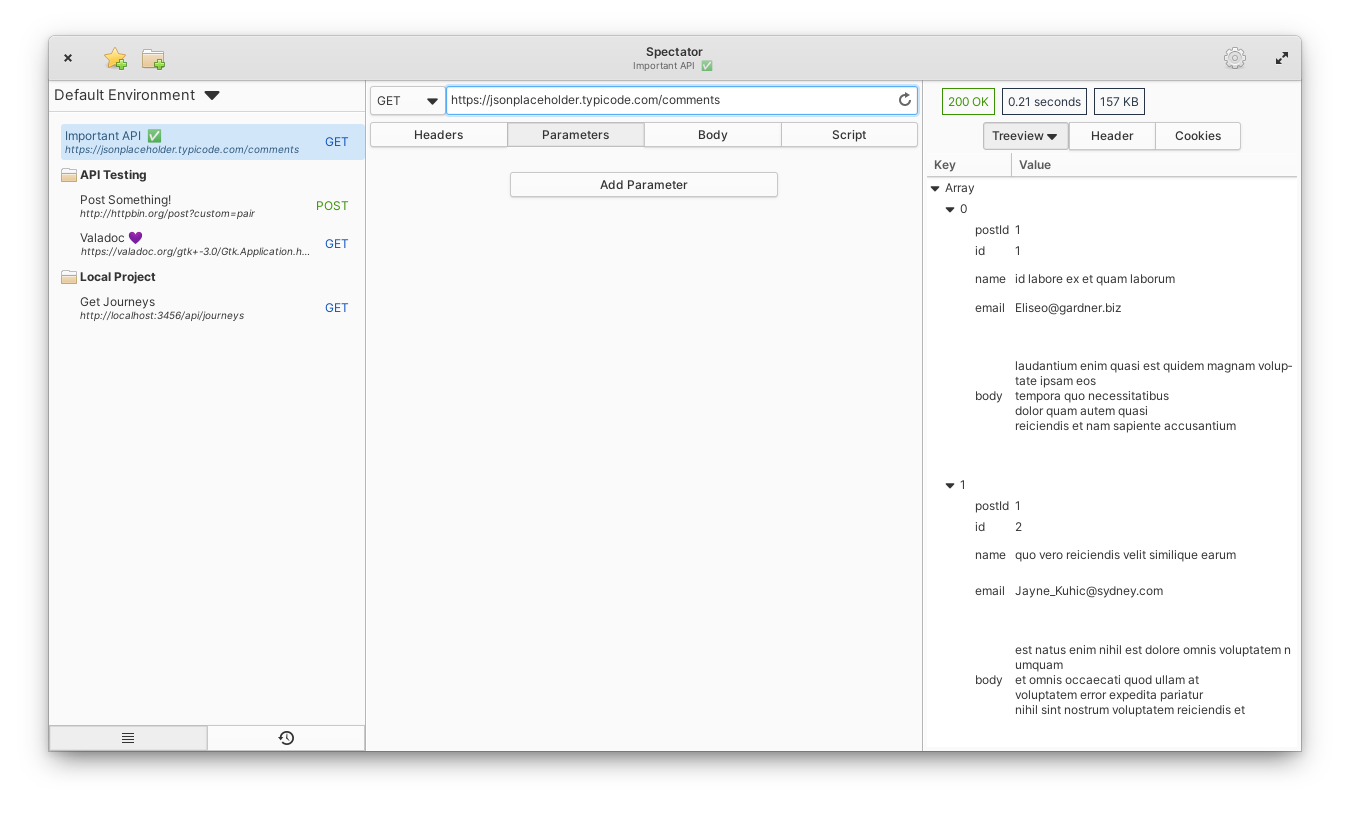 Spectator
Important API ✅
Default Environment
Important API ✅
https://jsonplaceholder.typicode.com/comments
GET
API Testing
Post Something!
http://httpbin.org/post?custom=pair
POST
Valadoc 💜
https://valadoc.org/gtk+-3.0/Gtk.Application.h...
GET
Local Project
Get Journeys
http://localhost:3456/api/journeys
GET
GET
https://jsonplaceholder.typicode.com/comments
Headers
Parameters
Body
Script
Add Parameter
200 OK
0.21 seconds
157 KB
Treeview
Header
Cookies
Key Value
Array
0
postId 1
id 1
name id labore ex et quam laborum
email Eliseo@gardner.biz
laudantium enim quasi est quidem magnam volup-
tate ipsam eos
body tempora quo necessitatibus
dolor quam autem quasi
reiciendis et nam sapiente accusantium
1
postId 1
id 2
name quo vero reiciendis velit similique earum
email Jayne_Kuhic@sydney.com
est natus enim nihil est dolore omnis voluptatem n
umquam
body et omnis occaecati quod ullam at
voluptatem error expedita pariatur
nihil sint nostrum voluptatem reiciendis et